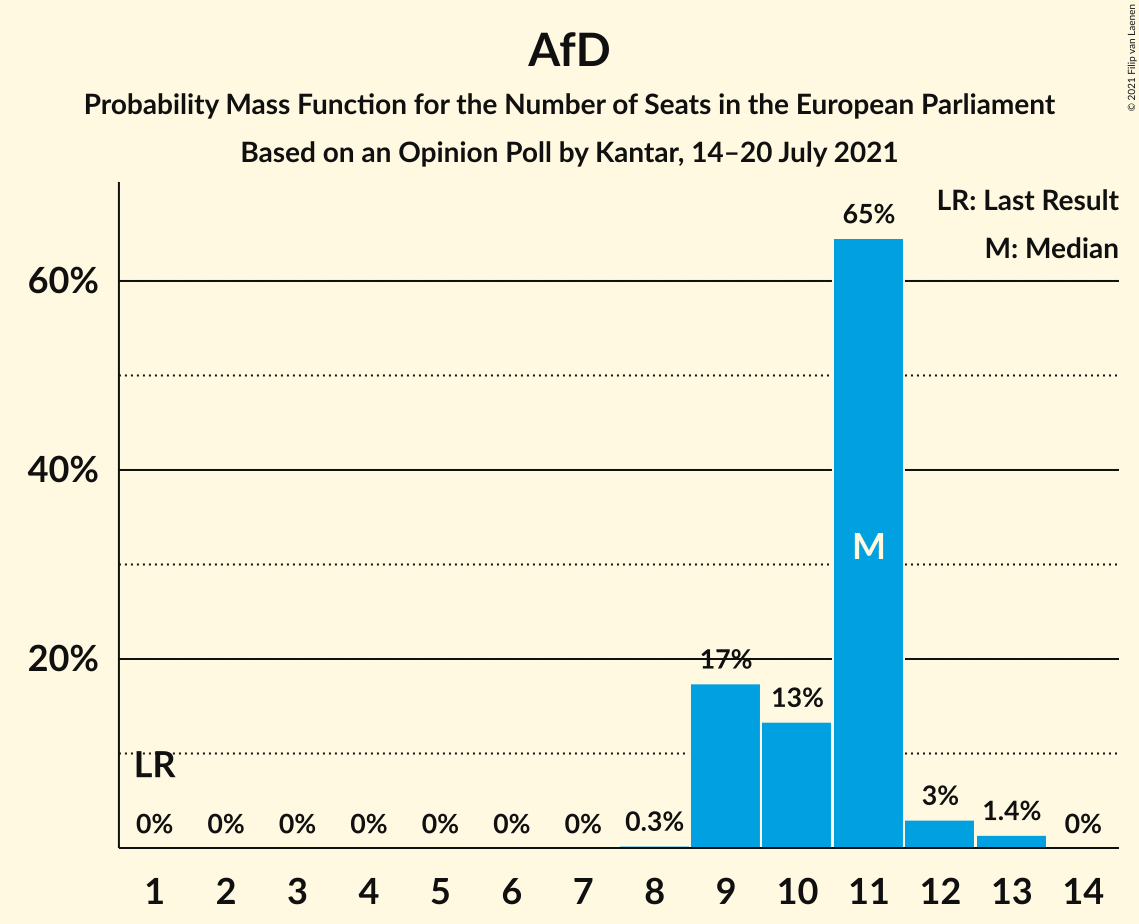 AfD
Probability Mass Function for the Number of Seats in the European Parliament
Based on an Opinion Poll by Kantar, 14–20 July 2021
© 2021 Filip van Laenen
LR: Last Result
M: Median
65%
60%
40%
M
20%
17%
13%
LR
0% 0% 0% 0% 0% 0% 0% 0.3% 3% 1.4% 0%
1 2 3 4 5 6 7 8 9 10 11 12 13 14